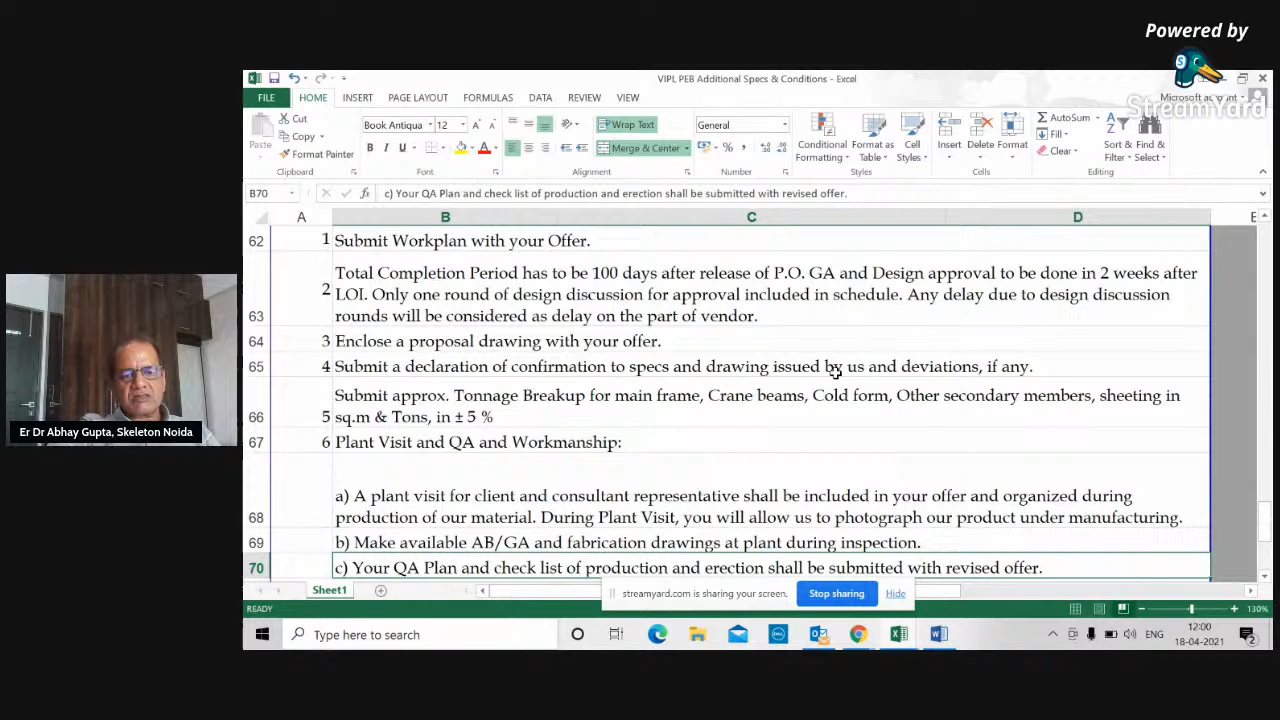 Powered by
StreamYard
VIPL PEB Additional Specs & Conditions - Excel
FILE HOME INSERT PAGE LAYOUT FORMULAS DATA REVIEW VIEW
Microsoft account
Cut
Copy
Format Painter
Paste
Clipboard
Book Antiqua 12
Font
Wrap Text
Merge & Center
Alignment
General
Number
Conditional Formatting
Format as Table
Cell Styles
Styles
Insert Delete Format
Cells
AutoSum
Fill
Clear
Sort & Filter
Find & Select
Editing
B70 c) Your QA Plan and check list of production and erection shall be submitted with revised offer.
A B C D E
62 1 Submit Workplan with your Offer.
Total Completion Period has to be 100 days after release of P.O. GA and Design approval to be done in 2 weeks after
2 LOI. Only one round of design discussion for approval included in schedule. Any delay due to design discussion
63 rounds will be considered as delay on the part of vendor.
64 3 Enclose a proposal drawing with your offer.
65 4 Submit a declaration of confirmation to specs and drawing issued by us and deviations, if any.
Submit approx. Tonnage Breakup for main frame, Crane beams, Cold form, Other secondary members, sheeting in
66 5 sq.m & Tons, in ± 5 %
67 6 Plant Visit and QA and Workmanship:
a) A plant visit for client and consultant representative shall be included in your offer and organized during
68 production of our material. During Plant Visit, you will allow us to photograph our product under manufacturing.
69 b) Make available AB/GA and fabrication drawings at plant during inspection.
70 c) Your QA Plan and check list of production and erection shall be submitted with revised offer.
Er Dr Abhay Gupta, Skeleton Noida
Sheet1
streamyard.com is sharing your screen. Stop sharing Hide
READY 130%
Type here to search
ENG
12:00
18-04-2021
2